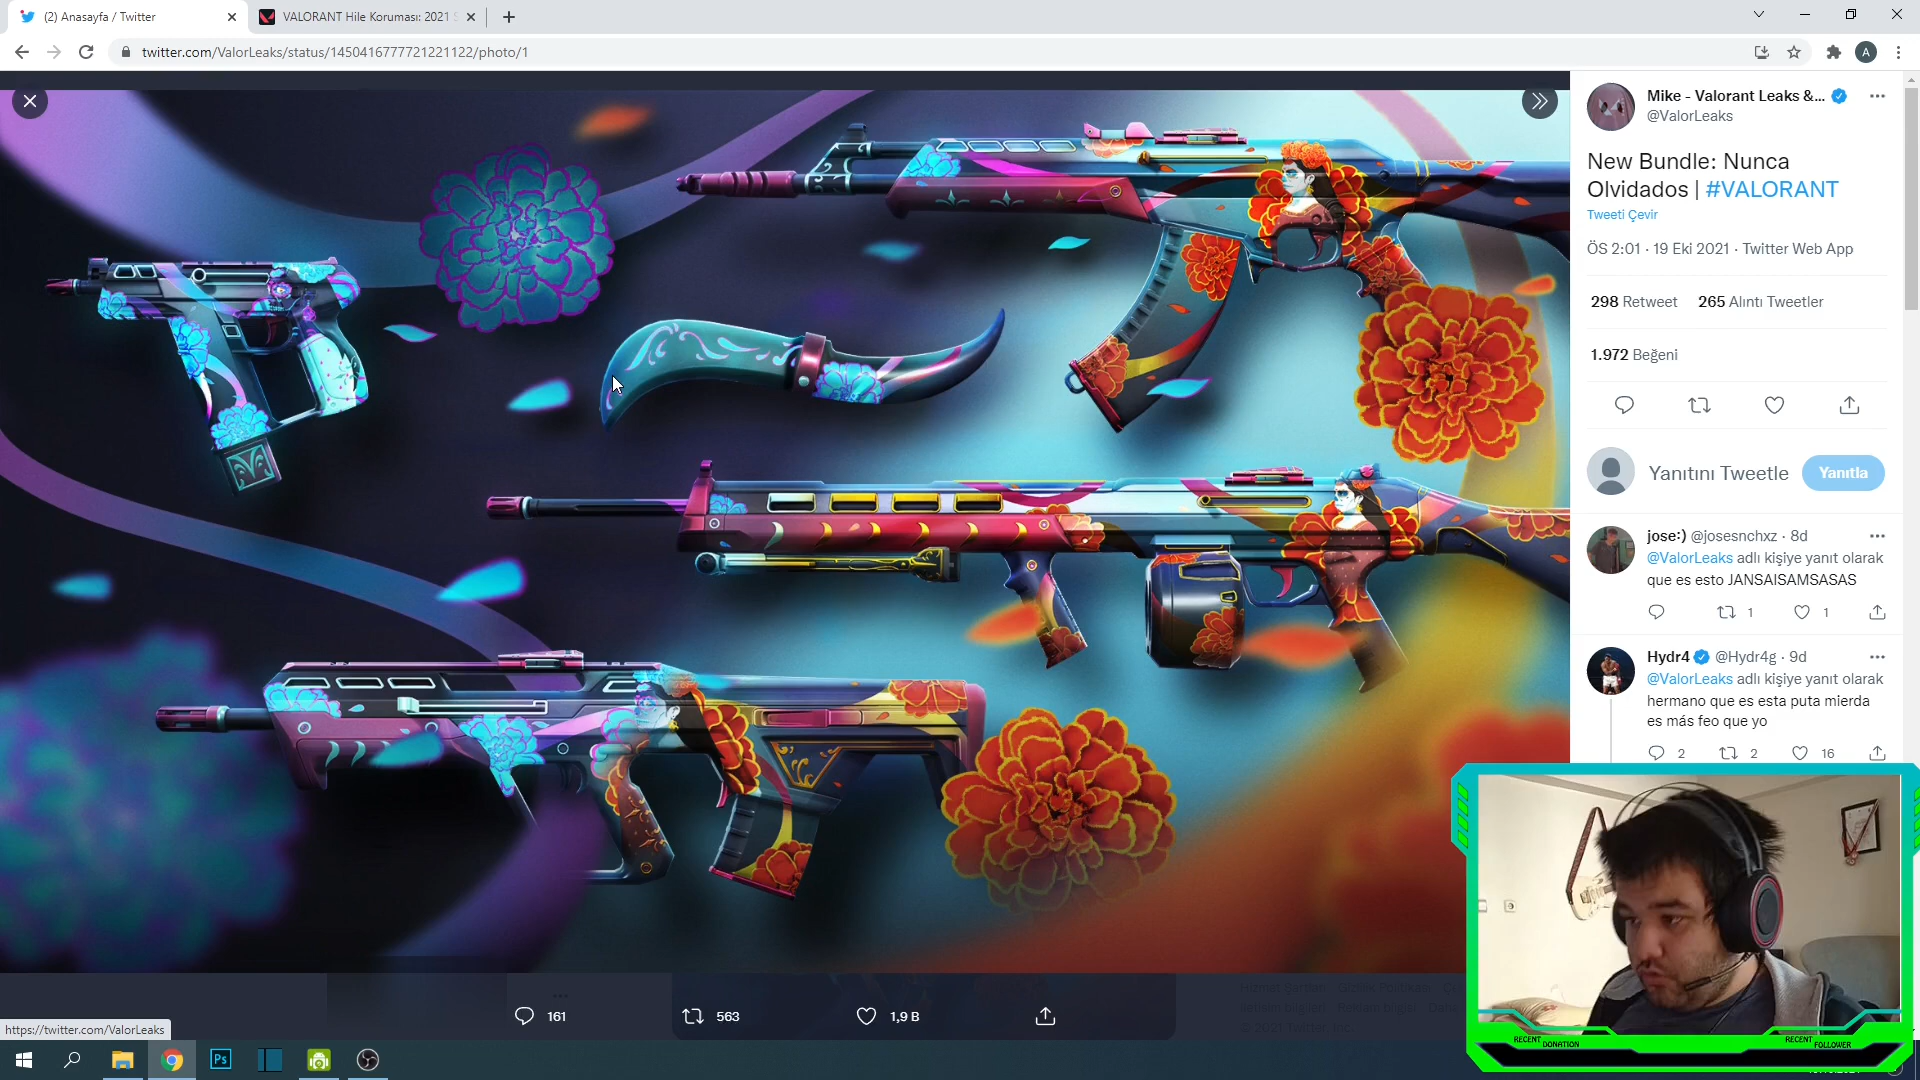 (2) Anasayfa / Twitter
VALORANT Hile Koruması: 2021 S
twitter.com/ValorLeaks/status/1450416777721221122/photo/1
A
Mike - Valorant Leaks &...
@ValorLeaks
New Bundle: Nunca
Olvidados | #VALORANT
Tweeti Çevir
ÖS 2:01 · 19 Eki 2021 · Twitter Web App
298 Retweet 265 Alıntı Tweetler
1.972 Beğeni
Yanıtını Tweetle
Yanıtla
jose:) @josesnchxz · 8d
@ValorLeaks adlı kişiye yanıt olarak
que es esto JANSAISAMSASAS
1 1
Hydr4 @Hydr4g · 9d
@ValorLeaks adlı kişiye yanıt olarak
hermano que es esta puta mierda
es más feo que yo
2 2 16
161 563 1,9 B
https://twitter.com/ValorLeaks
Ps
RECENT DONATION
RECENT FOLLOWER